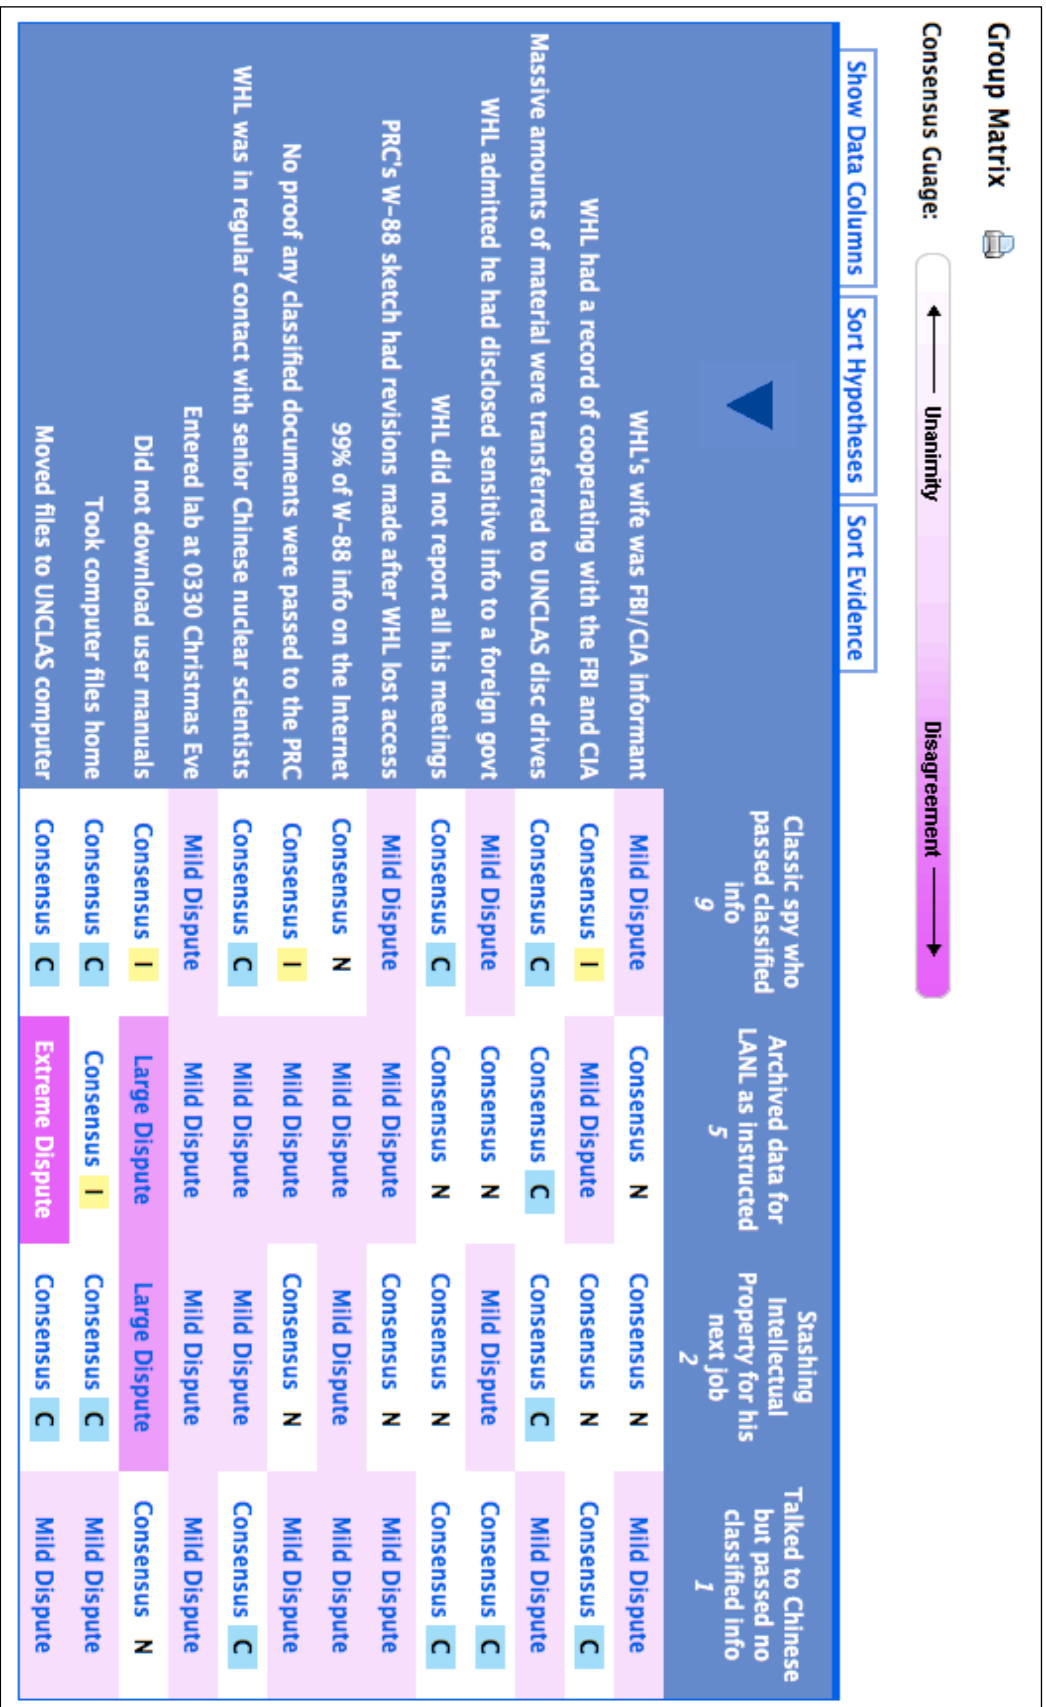 Group Matrix
Consensus Guage: Unanimity Disagreement
Show Data Columns Sort Hypotheses Sort Evidence
Classic spy who passed classified info 9
Archived data for LANL as instructed 5
Stashing Intellectual Property for his next job 2
Talked to Chinese but passed no classified info 1
WHL's wife was FBI/CIA informant Mild Dispute Consensus N Consensus N Mild Dispute
WHL had a record of cooperating with the FBI and CIA Consensus I Mild Dispute Consensus N Consensus C
Massive amounts of material were transferred to UNCLAS disc drives Consensus C Consensus C Consensus C Mild Dispute
WHL admitted he had disclosed sensitive info to a foreign govt Mild Dispute Consensus N Mild Dispute Consensus C
WHL did not report all his meetings Consensus C Consensus N Consensus N Consensus C
PRC's W-88 sketch had revisions made after WHL lost access Mild Dispute Mild Dispute Consensus N Mild Dispute
99% of W-88 info on the Internet Consensus N Mild Dispute Mild Dispute Mild Dispute
No proof any classified documents were passed to the PRC Consensus I Mild Dispute Consensus N Mild Dispute
WHL was in regular contact with senior Chinese nuclear scientists Consensus C Mild Dispute Mild Dispute Consensus C
Entered lab at 0330 Christmas Eve Mild Dispute Mild Dispute Mild Dispute Mild Dispute
Did not download user manuals Consensus I Large Dispute Large Dispute Consensus N
Took computer files home Consensus C Consensus I Consensus C Mild Dispute
Moved files to UNCLAS computer Consensus C Extreme Dispute Consensus C Mild Dispute